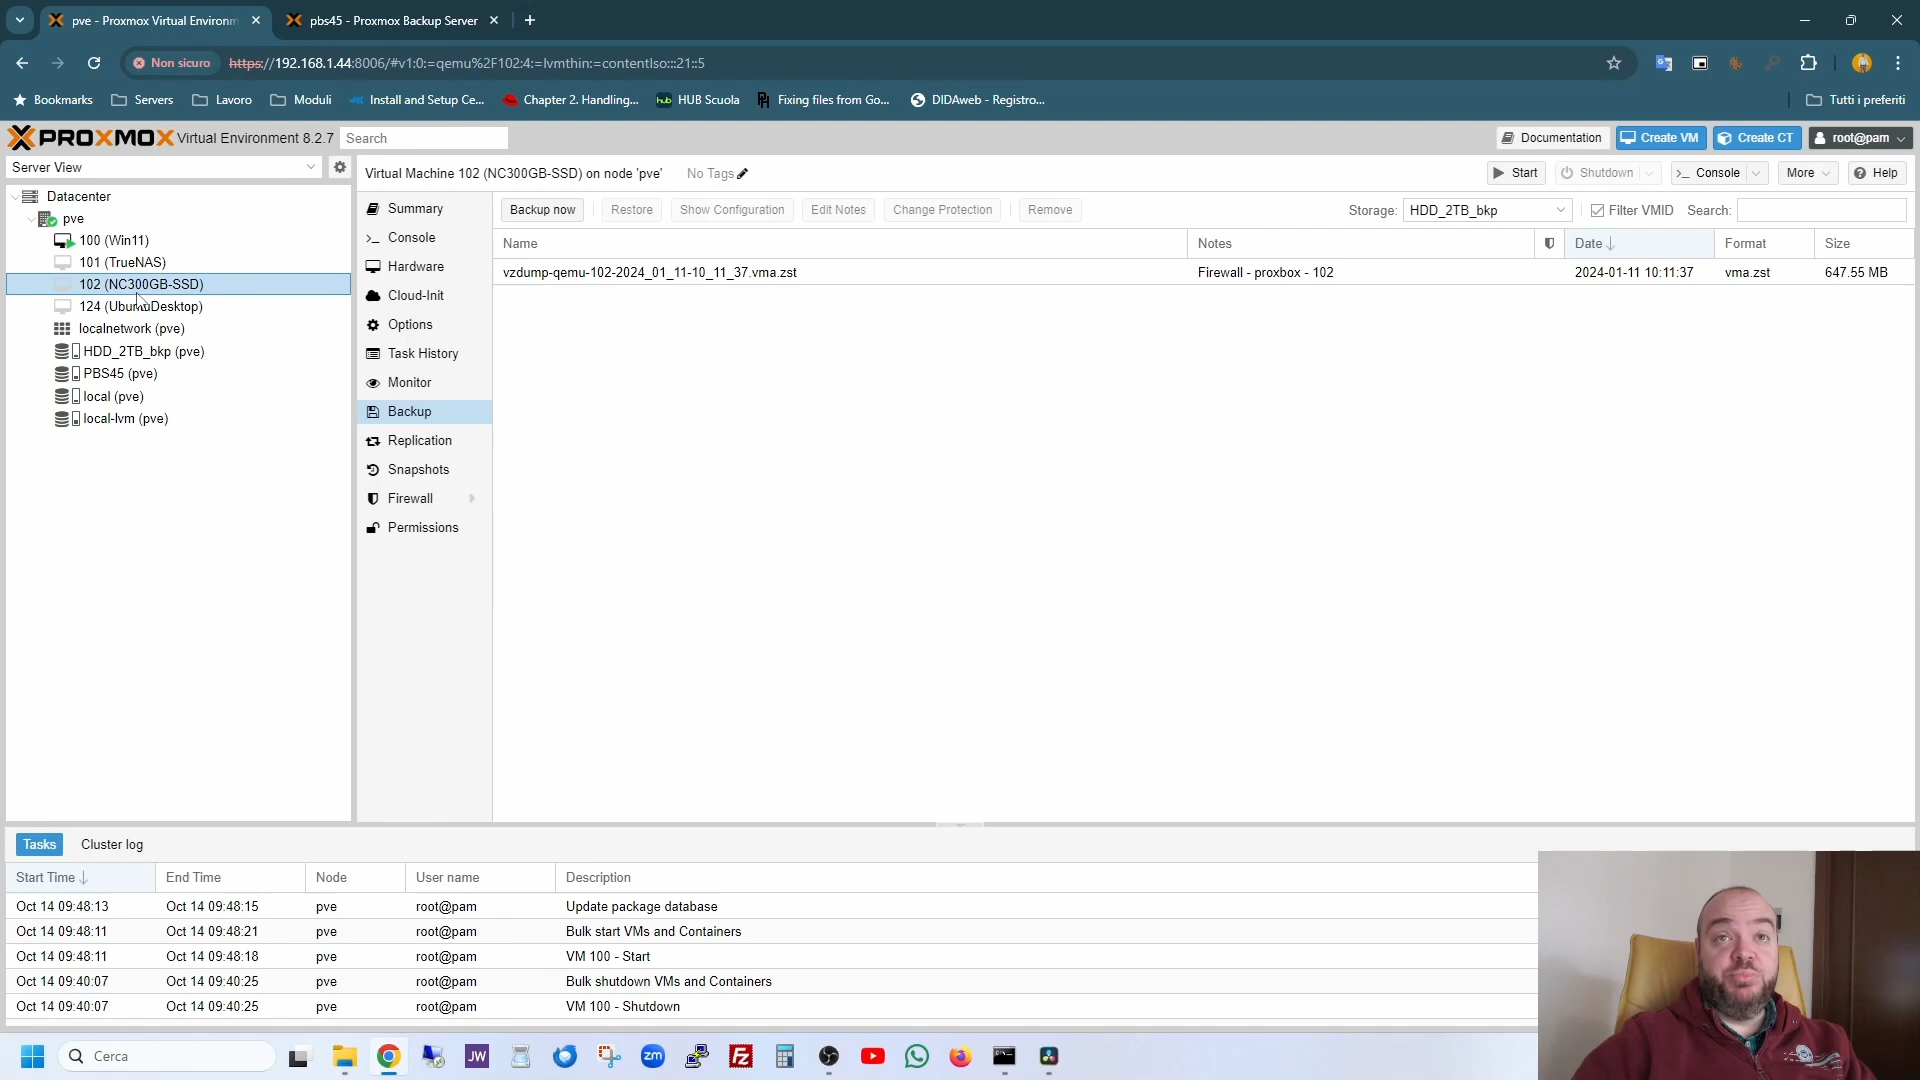 pve - Proxmox Virtual Environm
pbs45 - Proxmox Backup Server
Non sicuro
https://192.168.1.44:8006/#v1:0:=qemu%2F102:4:=lvmthin:=contentIso:::21::5
Bookmarks
Servers
Lavoro
Moduli
Install and Setup Ce...
Chapter 2. Handling...
HUB Scuola
Fixing files from Go...
DIDAweb - Registro...
Tutti i preferiti
PROXMOX Virtual Environment 8.2.7
Search
Documentation
Create VM
Create CT
root@pam
Server View
Virtual Machine 102 (NC300GB-SSD) on node 'pve'
No Tags
Start
Shutdown
Console
More
Help
Datacenter
pve
100 (Win11)
101 (TrueNAS)
102 (NC300GB-SSD)
124 (UbuntuDesktop)
localnetwork (pve)
HDD_2TB_bkp (pve)
PBS45 (pve)
local (pve)
local-lvm (pve)
Summary
Console
Hardware
Cloud-Init
Options
Task History
Monitor
Backup
Replication
Snapshots
Firewall
Permissions
Backup now
Restore
Show Configuration
Edit Notes
Change Protection
Remove
Storage: HDD_2TB_bkp
Filter VMID
Search:
Name Notes Date Format Size
vzdump-qemu-102-2024_01_11-10_11_37.vma.zst Firewall - proxbox - 102 2024-01-11 10:11:37 vma.zst 647.55 MB
Tasks
Cluster log
Start Time End Time Node User name Description
Oct 14 09:48:13 Oct 14 09:48:15 pve root@pam Update package database
Oct 14 09:48:11 Oct 14 09:48:21 pve root@pam Bulk start VMs and Containers
Oct 14 09:48:11 Oct 14 09:48:18 pve root@pam VM 100 - Start
Oct 14 09:40:07 Oct 14 09:40:25 pve root@pam Bulk shutdown VMs and Containers
Oct 14 09:40:07 Oct 14 09:40:25 pve root@pam VM 100 - Shutdown
Cerca
JW
zm
FZ